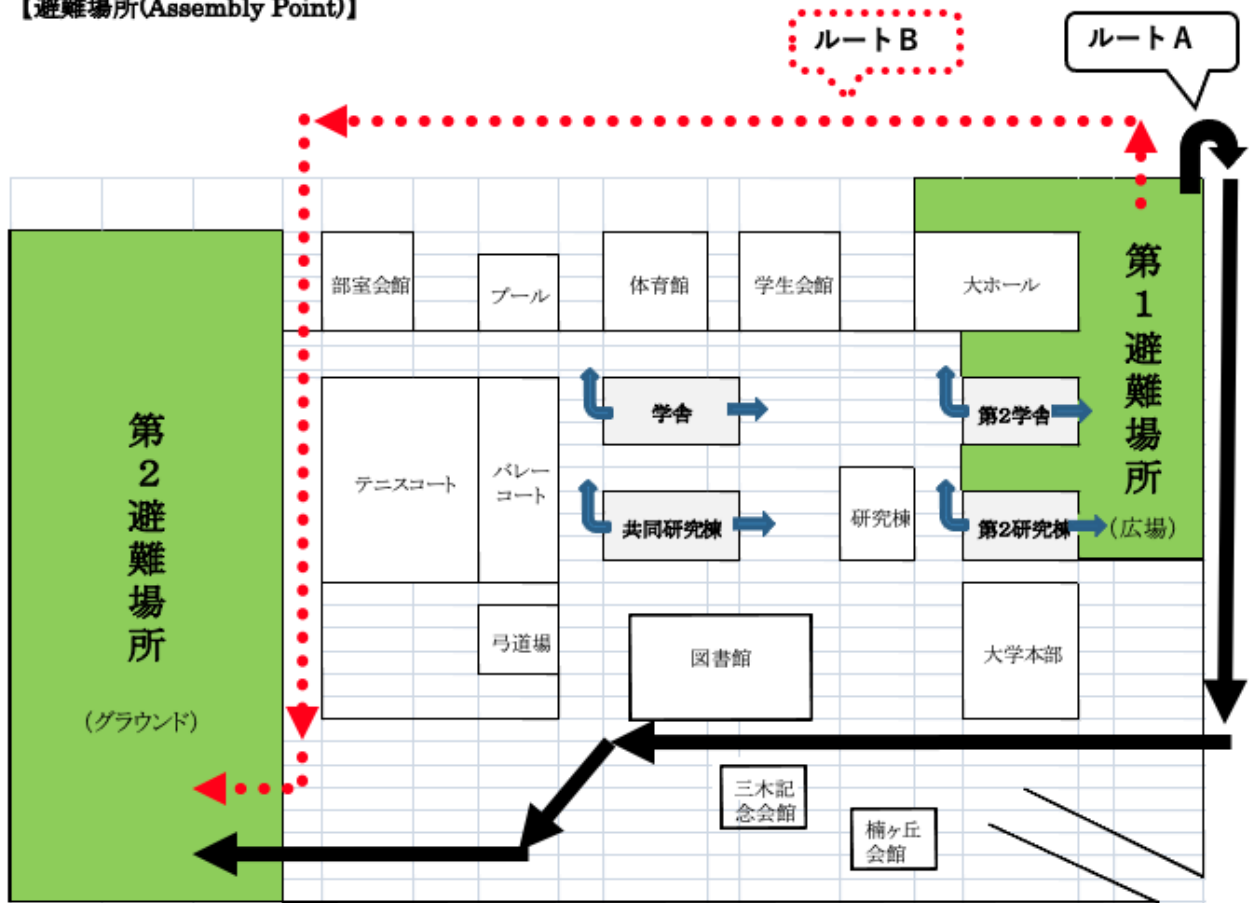 【避難場所(Assembly Point)】
ルートB
ルートA
部室会館
プール
体育館
学生会館
大ホール
第1避難場所
(広場)
学舎
第2学舎
第2避難場所
(グラウンド)
テニスコート
バレー
コート
共同研究棟
研究棟
第2研究棟
弓道場
図書館
大学本部
三木記
念会館
楠ヶ丘
会館